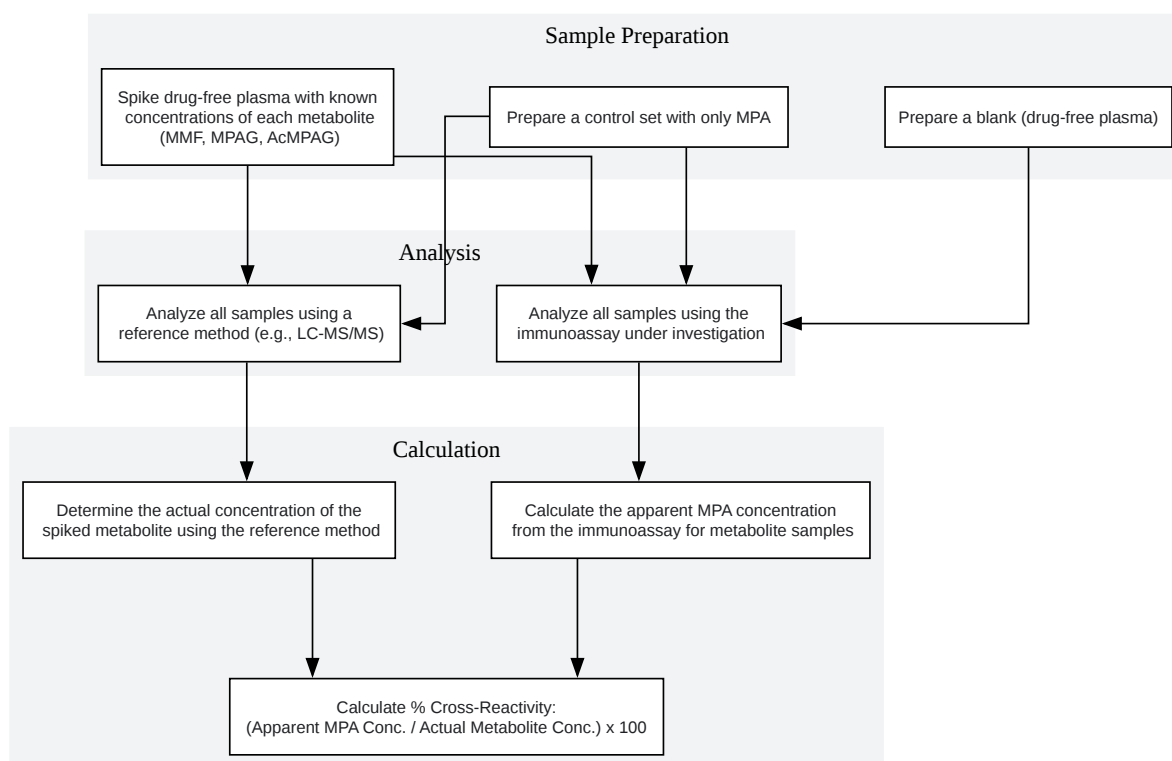 Sample Preparation
Spike drug-free plasma with known
concentrations of each metabolite
(MMF, MPAG, AcMPAG)
Prepare a control set with only MPA
Prepare a blank (drug-free plasma)
Analysis
Analyze all samples using a
reference method (e.g., LC-MS/MS)
Analyze all samples using the
immunoassay under investigation
Calculation
Determine the actual concentration of the
spiked metabolite using the reference method
Calculate the apparent MPA concentration
from the immunoassay for metabolite samples
Calculate % Cross-Reactivity:
(Apparent MPA Conc. / Actual Metabolite Conc.) x 100